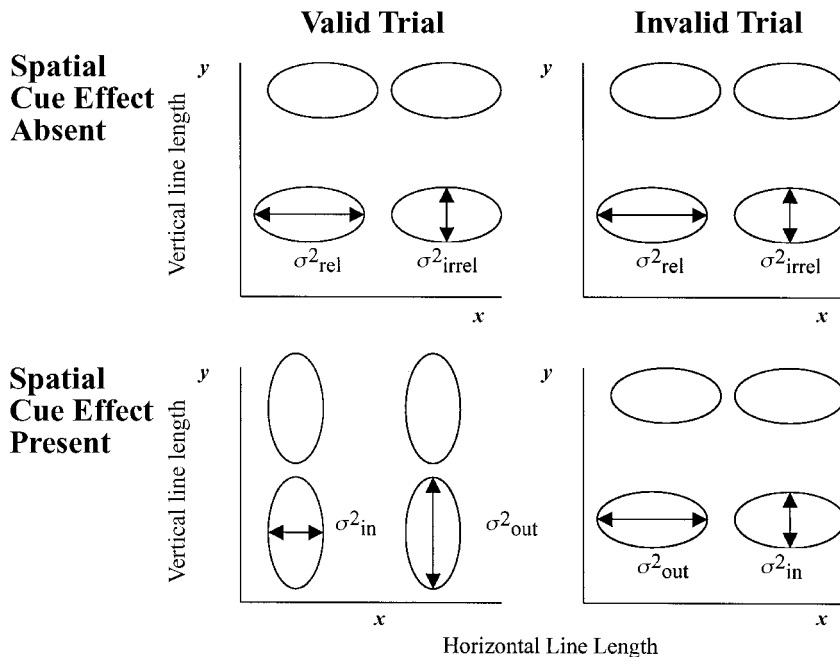 Valid Trial
Invalid Trial
Spatial
Cue Effect
Absent
Vertical line length
y
σ²rel
σ²irrel
x
y
σ²rel
σ²irrel
x
Spatial
Cue Effect
Present
Vertical line length
y
σ²in
σ²out
x
y
σ²out
σ²in
x
Horizontal Line Length